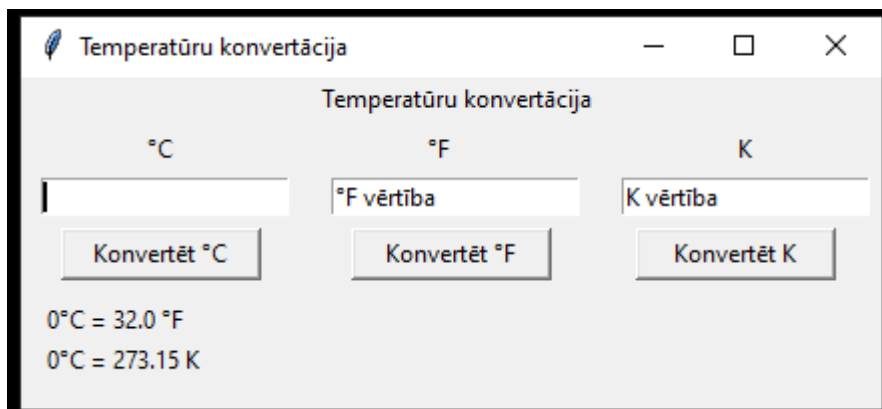 Temperatūru konvertācija
Temperatūru konvertācija
°C °F K
°F vērtība K vērtība
Konvertēt °C Konvertēt °F Konvertēt K
0°C = 32.0 °F
0°C = 273.15 K